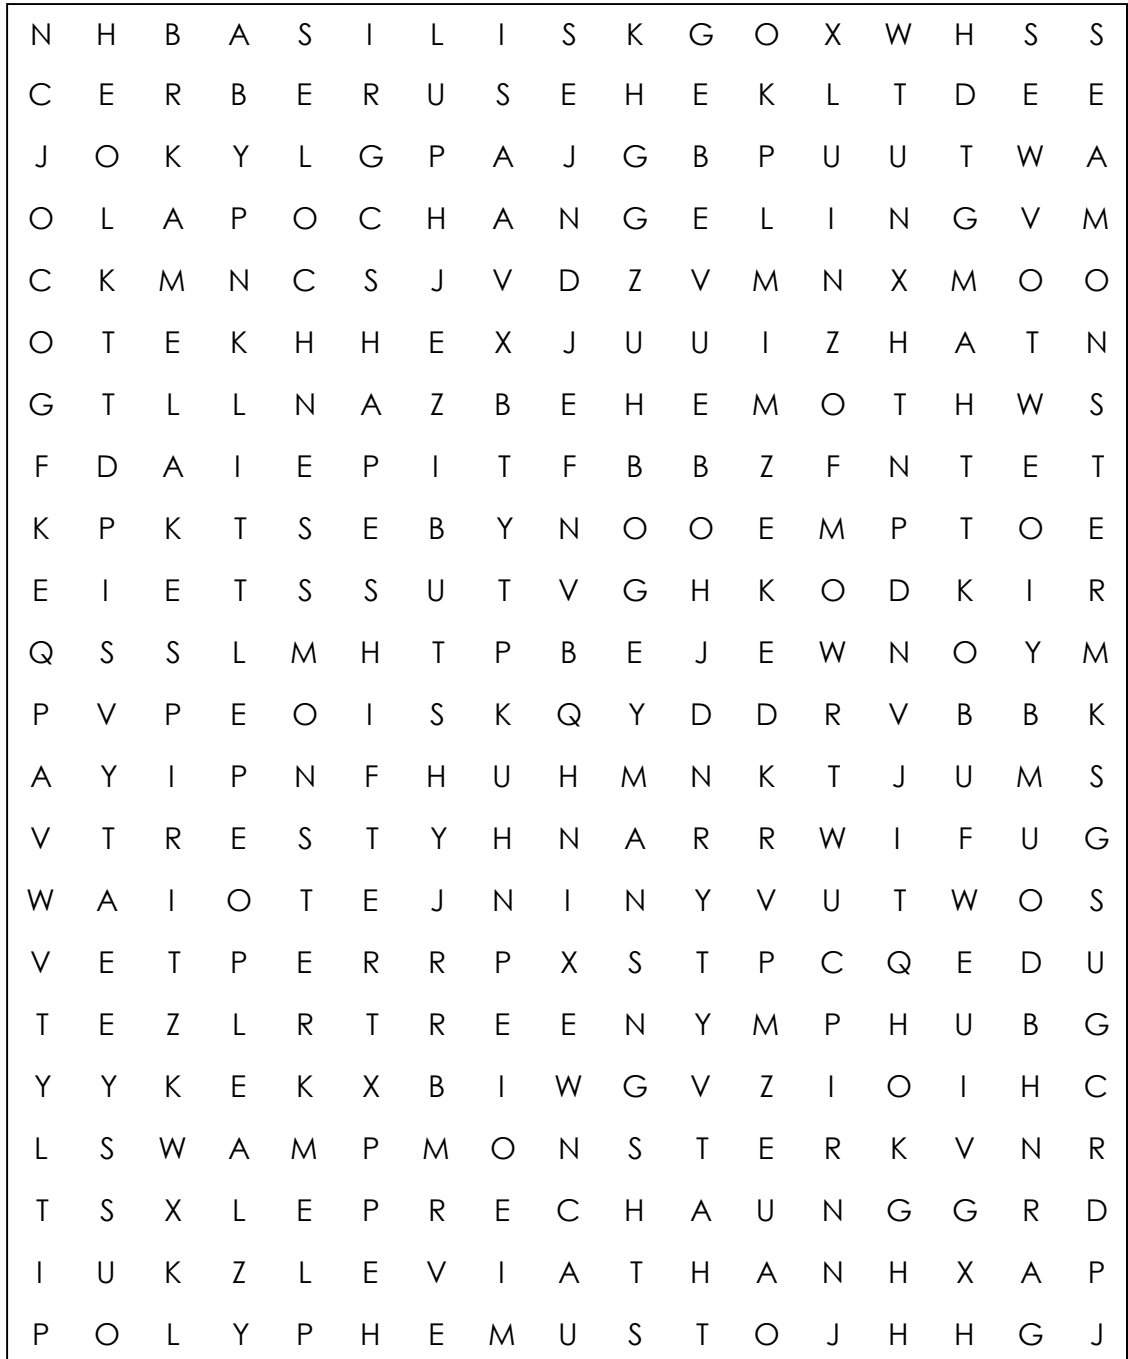 N H B A S I L I S K G O X W H S S
C E R B E R U S E H E K L T D E E
J O K Y L G P A J G B P U U T W A
O L A P O C H A N G E L I N G V M
C K M N C S J V D Z V M N X M O O
O T E K H H E X J U U I Z H A T N
G T L L N A Z B E H E M O T H W S
F D A I E P I T F B B Z F N T E T
K P K T S E B Y N O O E M P T O E
E I E T S S U T V G H K O D K I R
Q S S L M H T P B E J E W N O Y M
P V P E O I S K Q Y D D R V B B K
A Y I P N F H U H M N K T J U M S
V T R E S T Y H N A R R W I F U G
W A I O T E J N I N Y V U T W O S
V E T P E R R P X S T P C Q E D U
T E Z L R T R E E N Y M P H U B G
Y Y K E K X B I W G V Z I O I H C
L S W A M P M O N S T E R K V N R
T S X L E P R E C H A U N G G R D
I U K Z L E V I A T H A N H X A P
P O L Y P H E M U S T O J H H G J